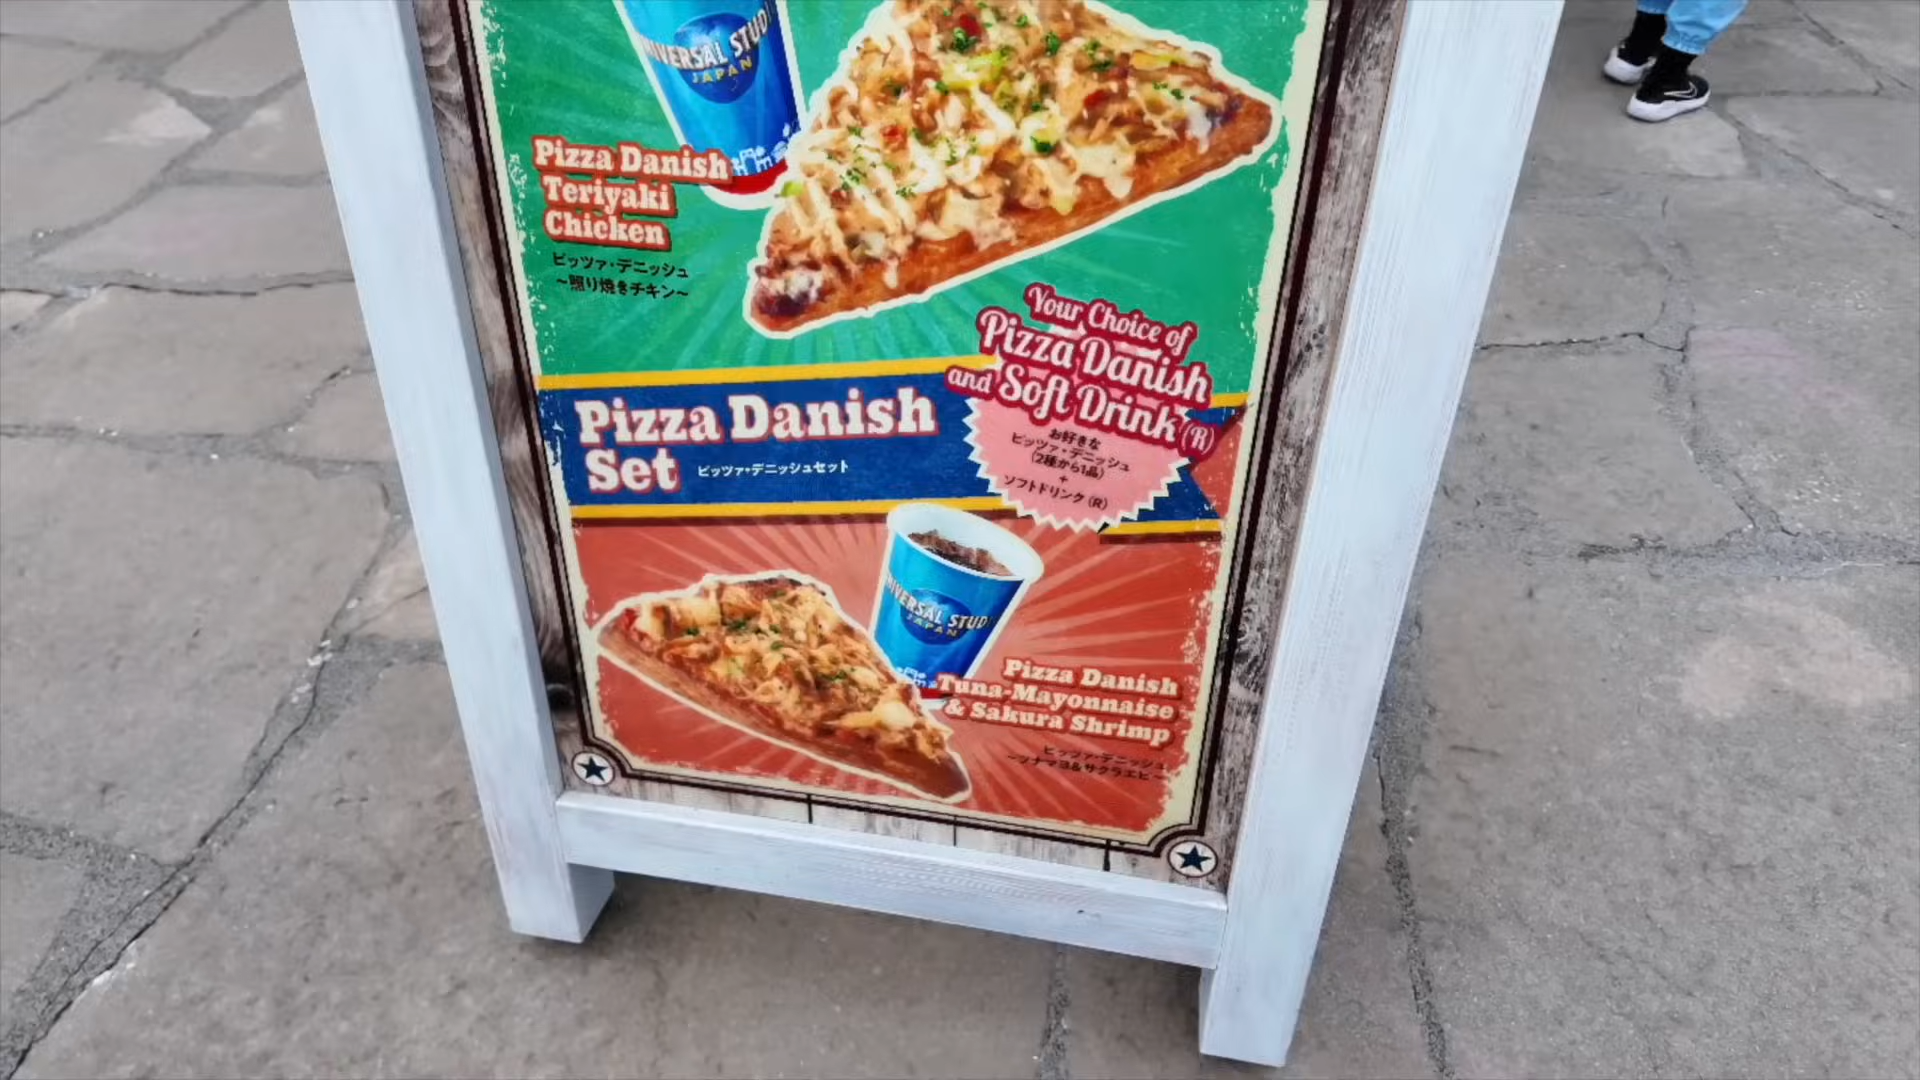 UNIVERSAL STUDI
JAPAN
Pizza Danish
Teriyaki
Chicken
ピッツァ・デニッシュ
~照り焼きチキン~
Your Choice of
Pizza Danish
and Soft Drink (R)
お好きな
ピッツァ・デニッシュ
(2種から1品)
+
ソフトドリンク (R)
Pizza Danish
Set ピッツァ・デニッシュセット
NIVERSAL STUD
JAPAN
Pizza Danish
Tuna-Mayonnaise
& Sakura Shrimp
ピッツァ・デニッシュ
~ツナマヨ&サクラエビ~